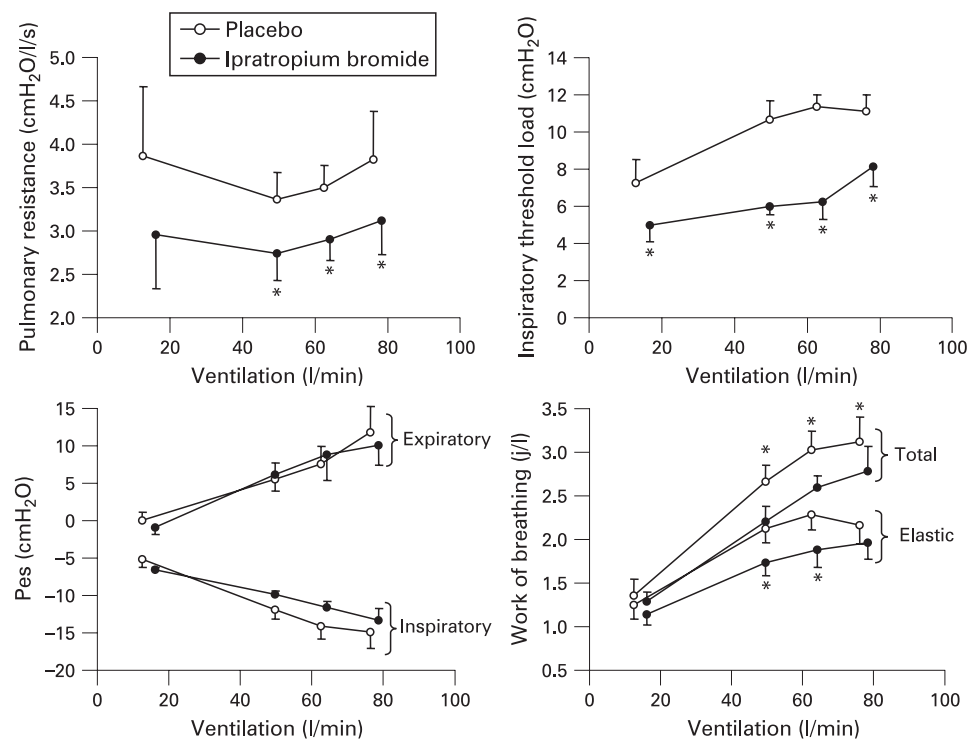 Placebo
Ipratropium bromide
Pulmonary resistance (cmH₂O/l/s)
5.0
4.5
4.0
3.5
3.0
2.5
2.0
* * *
0 20 40 60 80 100
Ventilation (l/min)
Inspiratory threshold load (cmH₂O)
14
12
10
8
6
4
2
0
* * * *
0 20 40 60 80 100
Ventilation (l/min)
Pes (cmH₂O)
15
10
5
0
−5
−10
−15
−20
Expiratory
Inspiratory
0 20 40 60 80 100
Ventilation (l/min)
Work of breathing (j/l)
3.5
3.0
2.5
2.0
1.5
1.0
0.5
* * *
Total
Elastic
* *
0 20 40 60 80 100
Ventilation (l/min)